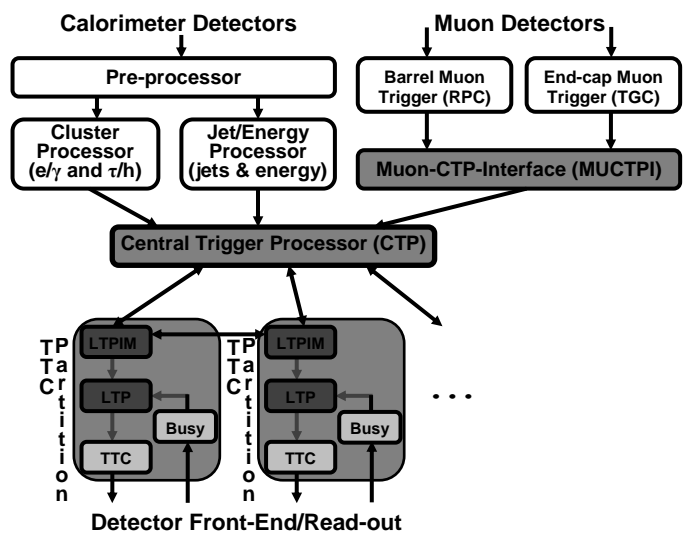 Calorimeter Detectors
Muon Detectors
Pre-processor
Barrel Muon
Trigger (RPC)
End-cap Muon
Trigger (TGC)
Cluster
Processor
(e/γ and τ/h)
Jet/Energy
Processor
(jets & energy)
Muon-CTP-Interface (MUCTPI)
Central Trigger Processor (CTP)
TTC
Partition
LTPIM
LTP
Busy
TTC
TTC
Partition
LTPIM
LTP
Busy
TTC
. . .
Detector Front-End/Read-out